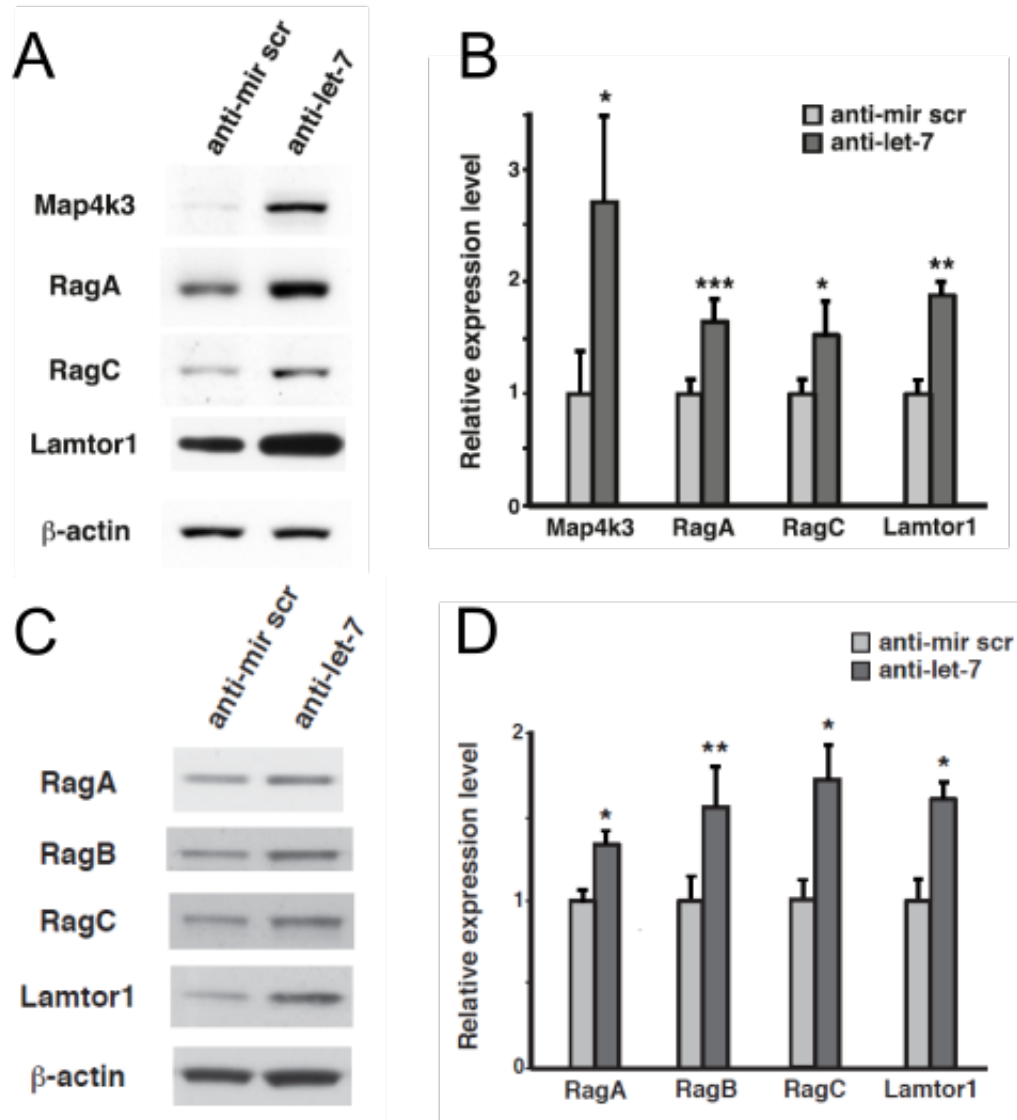 A
anti-mir scr
anti-let-7
Map4k3
RagA
RagC
Lamtor1
β-actin
B
anti-mir scr
anti-let-7
Relative expression level
3
2
1
0
*
***
*
**
Map4k3 RagA RagC Lamtor1
C
anti-mir scr
anti-let-7
RagA
RagB
RagC
Lamtor1
β-actin
D
anti-mir scr
anti-let-7
Relative expression level
2
1
0
*
**
*
*
RagA RagB RagC Lamtor1